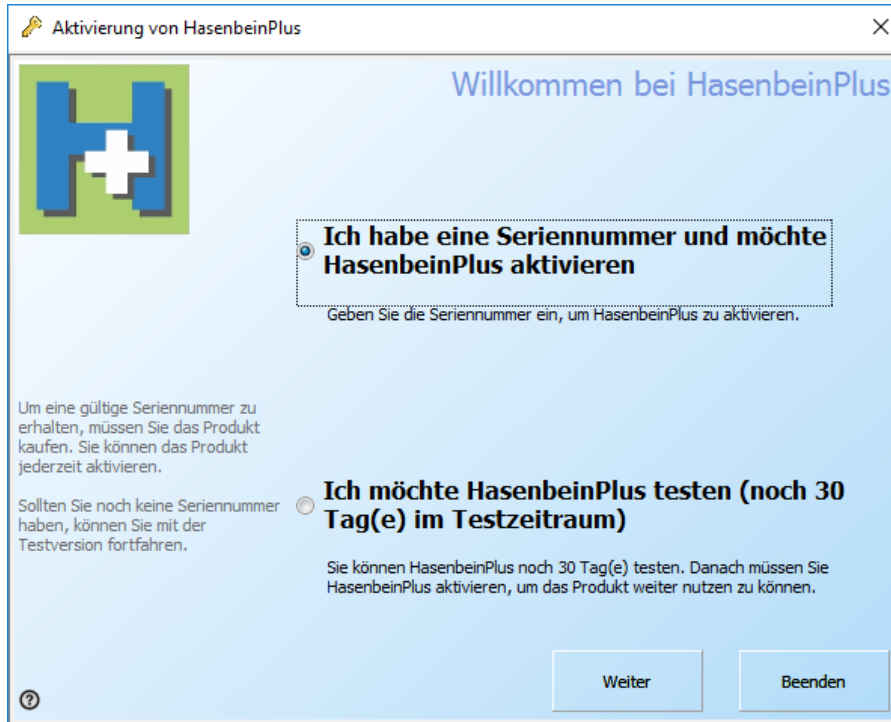 Aktivierung von HasenbeinPlus
Willkommen bei HasenbeinPlus
Ich habe eine Seriennummer und möchte
HasenbeinPlus aktivieren
Geben Sie die Seriennummer ein, um HasenbeinPlus zu aktivieren.
Um eine gültige Seriennummer zu
erhalten, müssen Sie das Produkt
kaufen. Sie können das Produkt
jederzeit aktivieren.
Sollten Sie noch keine Seriennummer
haben, können Sie mit der
Testversion fortfahren.
Ich möchte HasenbeinPlus testen (noch 30
Tag(e) im Testzeitraum)
Sie können HasenbeinPlus noch 30 Tag(e) testen. Danach müssen Sie
HasenbeinPlus aktivieren, um das Produkt weiter nutzen zu können.
Weiter
Beenden